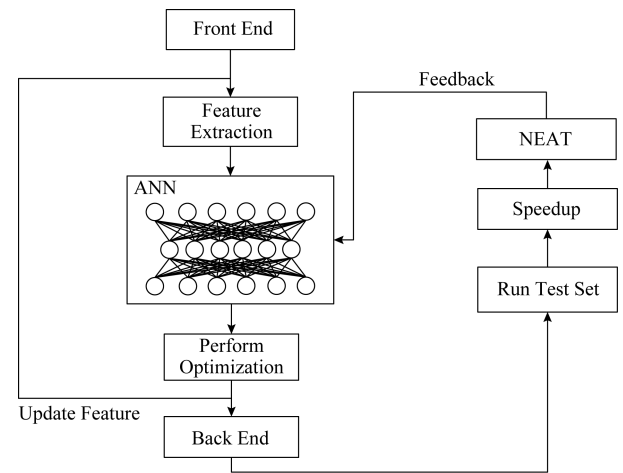 Front End
Feedback
Feature
Extraction
NEAT
ANN
Speedup
Run Test Set
Perform
Optimization
Update Feature
Back End